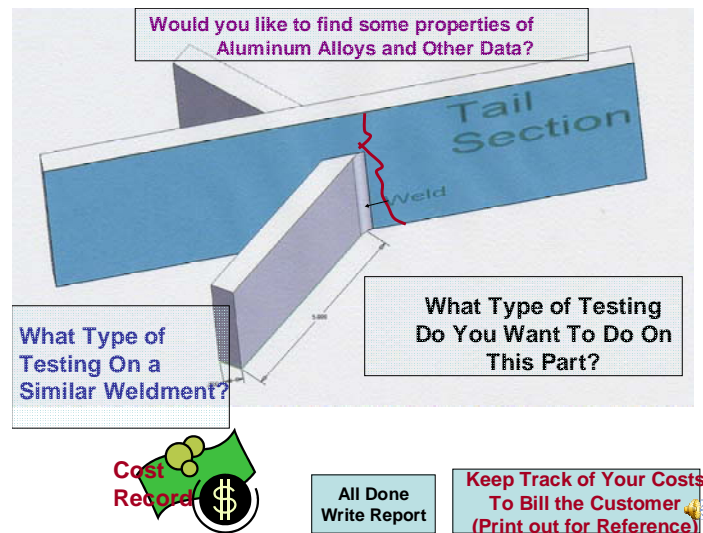 Would you like to find some properties of
Aluminum Alloys and Other Data?
Tail
Section
Weld
5.000
What Type of Testing
Do You Want To Do On
This Part?
What Type of
Testing On a
Similar Weldment?
Cost
Record
$
All Done
Write Report
Keep Track of Your Costs
To Bill the Customer
(Print out for Reference)